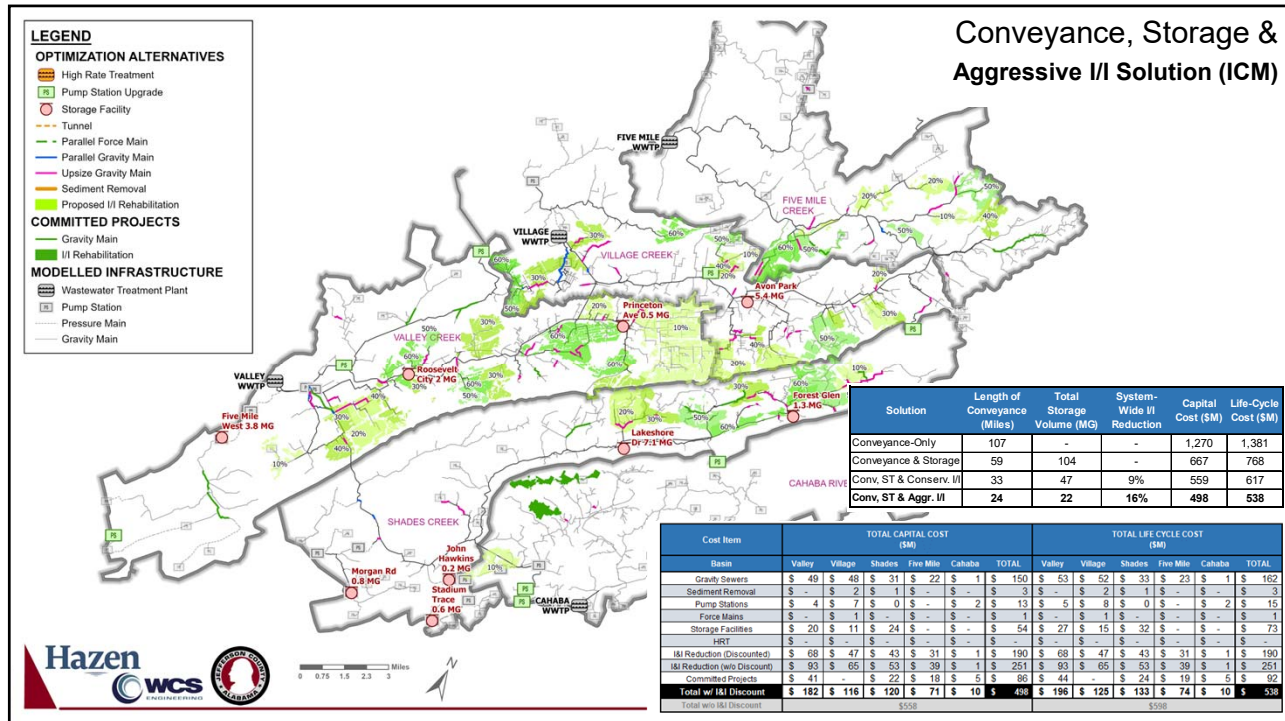 Conveyance, Storage &
Aggressive I/I Solution (ICM)
LEGEND
OPTIMIZATION ALTERNATIVES
High Rate Treatment
PS Pump Station Upgrade
Storage Facility
Tunnel
Parallel Force Main
Parallel Gravity Main
Upsize Gravity Main
Sediment Removal
Proposed I/I Rehabilitation
COMMITTED PROJECTS
Gravity Main
I/I Rehabilitation
MODELLED INFRASTRUCTURE
Wastewater Treatment Plant
PS Pump Station
Pressure Main
Gravity Main
FIVE MILE
WWTP
FIVE MILE
CREEK
VILLAGE
WWTP
VILLAGE CREEK
Avon Park
5.4 MG
Princeton
Ave 0.5 MG
VALLEY CREEK
Roosevelt
City 2 MG
VALLEY
WWTP
Five Mile
West 3.8 MG
Forest Glen
1.3 MG
Lakeshore
Dr 7.1 MG
CAHABA RIVE
SHADES CREEK
John
Hawkins
0.2 MG
Morgan Rd
0.8 MG
Stadium
Trace
0.6 MG
CAHABA
WWTP
Solution Length of Conveyance (Miles) Total Storage Volume (MG) System-Wide I/I Reduction Capital Cost ($M) Life-Cycle Cost ($M)
Conveyance-Only 107 - - 1,270 1,381
Conveyance & Storage 59 104 - 667 768
Conv, ST & Conserv. I/I 33 47 9% 559 617
Conv, ST & Aggr. I/I 24 22 16% 498 538
Cost Item TOTAL CAPITAL COST ($M) TOTAL LIFE CYCLE COST ($M)
Basin Valley Village Shades Five Mile Cahaba TOTAL Valley Village Shades Five Mile Cahaba TOTAL
Gravity Sewers $ 49 $ 48 $ 31 $ 22 $ 1 $ 150 $ 53 $ 52 $ 33 $ 23 $ 1 $ 162
Sediment Removal $ - $ 2 $ 1 $ - $ - $ 3 $ - $ 2 $ 1 $ - $ - $ 3
Pump Stations $ 4 $ 7 $ 0 $ - $ 2 $ 13 $ 5 $ 8 $ 0 $ - $ 2 $ 15
Force Mains $ - $ 1 $ - $ - $ - $ 1 $ - $ 1 $ - $ - $ - $ 1
Storage Facilities $ 20 $ 11 $ 24 $ - $ - $ 54 $ 27 $ 15 $ 32 $ - $ - $ 73
HRT $ - $ - $ - $ - $ - $ - $ - $ - $ - $ - $ - $ -
I&I Reduction (Discounted) $ 68 $ 47 $ 43 $ 31 $ 1 $ 190 $ 68 $ 47 $ 43 $ 31 $ 1 $ 190
I&I Reduction (w/o Discount) $ 93 $ 65 $ 53 $ 39 $ 1 $ 251 $ 93 $ 65 $ 53 $ 39 $ 1 $ 251
Committed Projects $ 41 - $ 22 $ 18 $ 5 $ 86 $ 44 - $ 24 $ 19 $ 5 $ 92
Total w/ I&I Discount $ 182 $ 116 $ 120 $ 71 $ 10 $ 498 $ 196 $ 125 $ 133 $ 74 $ 10 $ 538
Total w/o I&I Discount $558 $598
Hazen
WCS
ENGINEERING
JEFFERSON COUNTY
ALABAMA
Miles
0 0.75 1.5 2.3 3